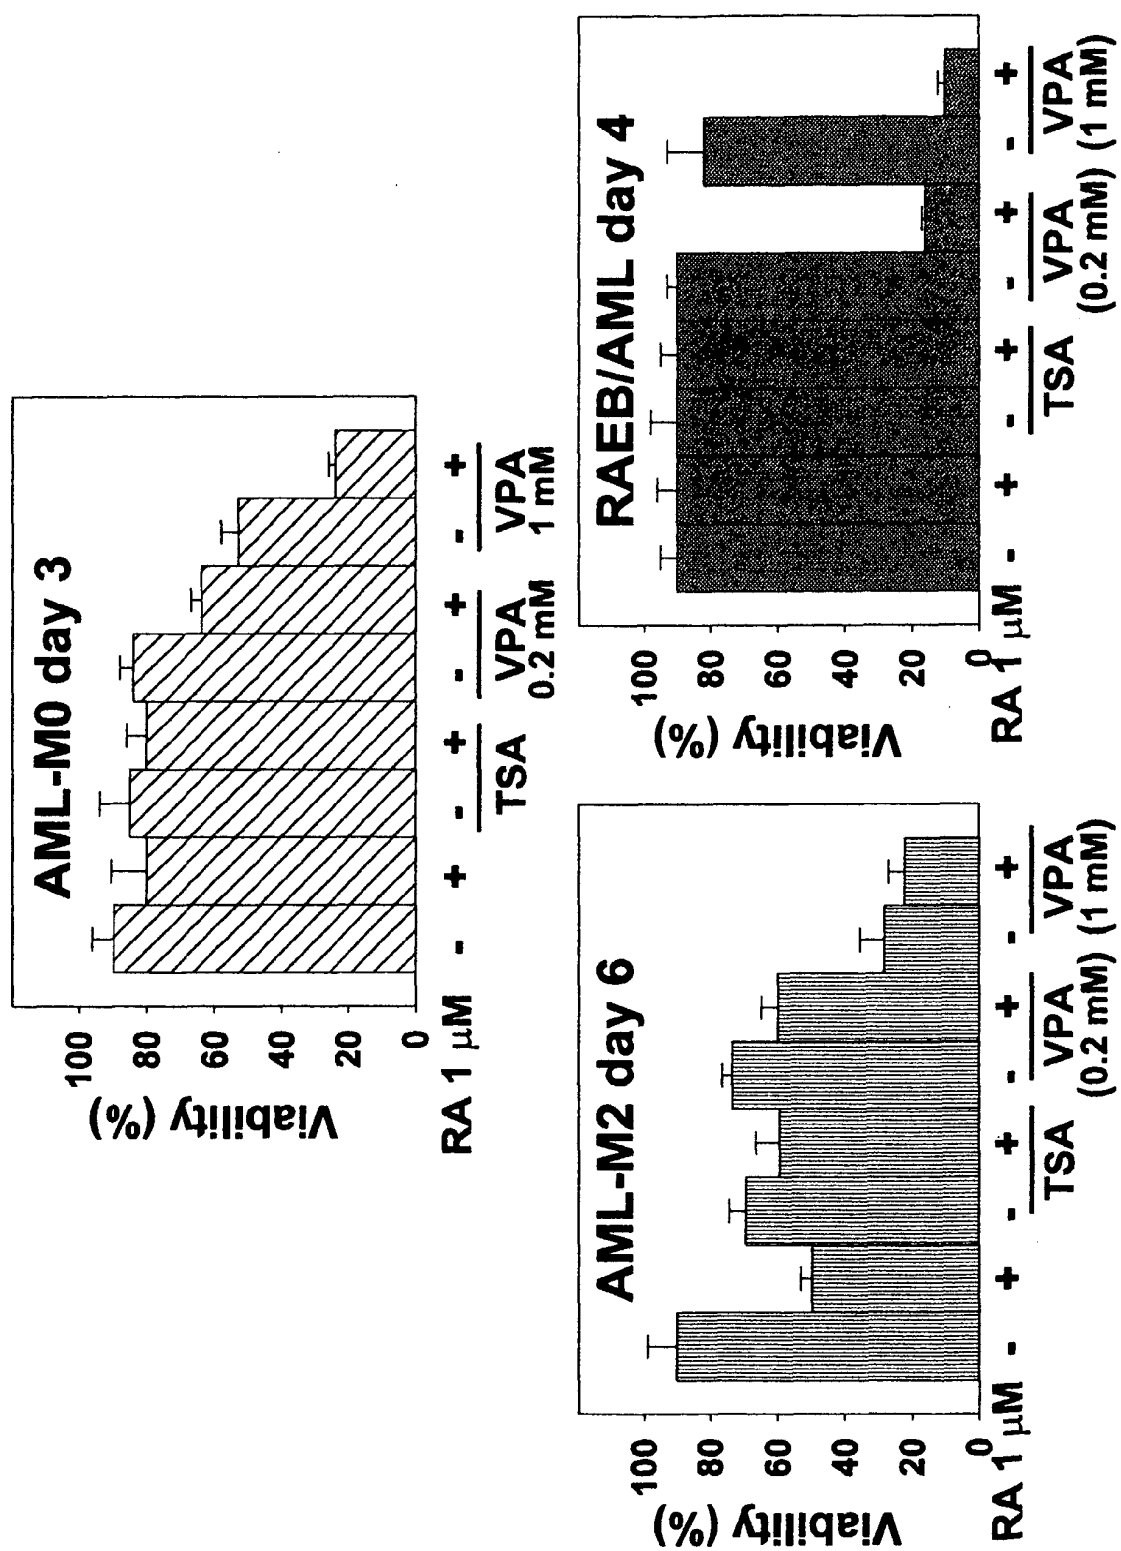 AML-M0 day 3
Viability (%)
100
80
60
40
20
0
RA 1 µM - + - + - + - +
TSA VPA VPA
0.2 mM 1 mM
AML-M2 day 6
Viability (%)
100
80
60
40
20
0
RA 1 µM - + - + - + - +
TSA VPA VPA
(0.2 mM) (1 mM)
RAEB/AML day 4
Viability (%)
100
80
60
40
20
0
RA 1 µM - + - + - + - +
TSA VPA VPA
(0.2 mM) (1 mM)